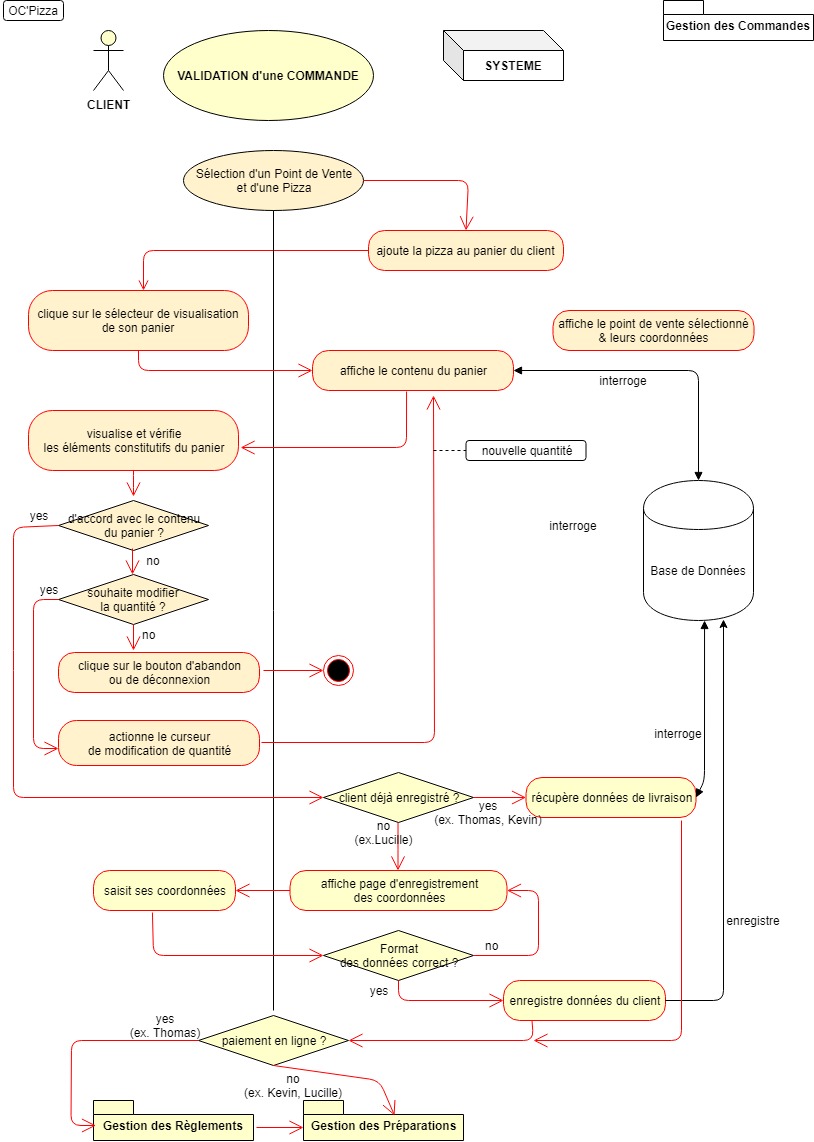 OC'Pizza
Gestion des Commandes
VALIDATION d'une COMMANDE
SYSTEME
CLIENT
Sélection d'un Point de Vente
et d'une Pizza
ajoute la pizza au panier du client
clique sur le sélecteur de visualisation
de son panier
affiche le point de vente sélectionné
& leurs coordonnées
affiche le contenu du panier
interroge
visualise et vérifie
les éléments constitutifs du panier
nouvelle quantité
yes
d'accord avec le contenu
du panier ?
interroge
no
Base de Données
yes
souhaite modifier
la quantité ?
no
clique sur le bouton d'abandon
ou de déconnexion
actionne le curseur
de modification de quantité
interroge
client déjà enregistré ?
récupère données de livraison
yes
(ex. Thomas, Kevin)
no
(ex.Lucille)
saisit ses coordonnées
affiche page d'enregistrement
des coordonnées
enregistre
Format
des données correct ?
no
yes
enregistre données du client
yes
(ex. Thomas)
paiement en ligne ?
no
(ex. Kevin, Lucille)
Gestion des Règlements
Gestion des Préparations